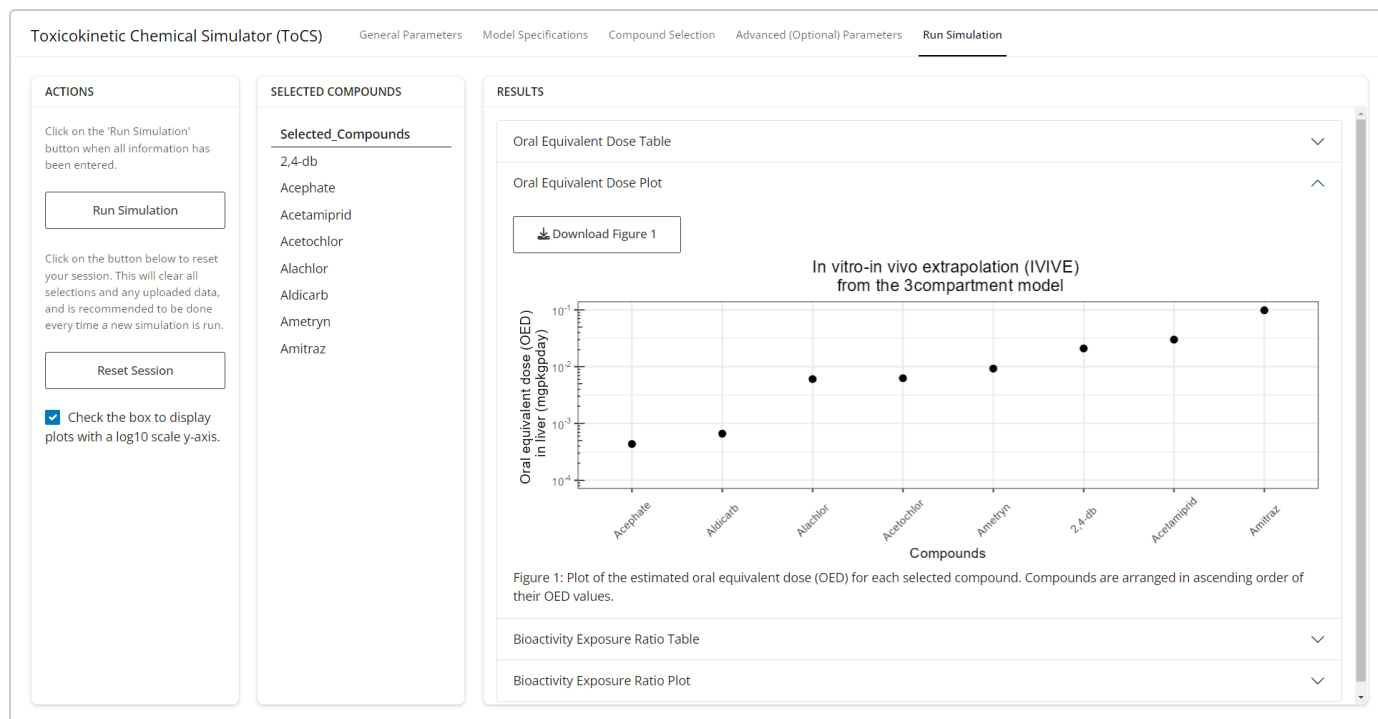 Toxicokinetic Chemical Simulator (ToCS)
General Parameters
Model Specifications
Compound Selection
Advanced (Optional) Parameters
Run Simulation
ACTIONS
Click on the 'Run Simulation'
button when all information has
been entered.
Run Simulation
Click on the button below to reset
your session. This will clear all
selections and any uploaded data,
and is recommended to be done
every time a new simulation is run.
Reset Session
Check the box to display
plots with a log10 scale y-axis.
SELECTED COMPOUNDS
Selected_Compounds
2,4-db
Acephate
Acetamiprid
Acetochlor
Alachlor
Aldicarb
Ametryn
Amitraz
RESULTS
Oral Equivalent Dose Table
Oral Equivalent Dose Plot
Download Figure 1
In vitro-in vivo extrapolation (IVIVE)
from the 3compartment model
Oral equivalent dose (OED)
in liver (mgpkgpday)
10⁻¹
10⁻²
10⁻³
10⁻⁴
Acephate
Aldicarb
Alachlor
Acetochlor
Ametryn
2,4-db
Acetamiprid
Amitraz
Compounds
Figure 1: Plot of the estimated oral equivalent dose (OED) for each selected compound. Compounds are arranged in ascending order of
their OED values.
Bioactivity Exposure Ratio Table
Bioactivity Exposure Ratio Plot